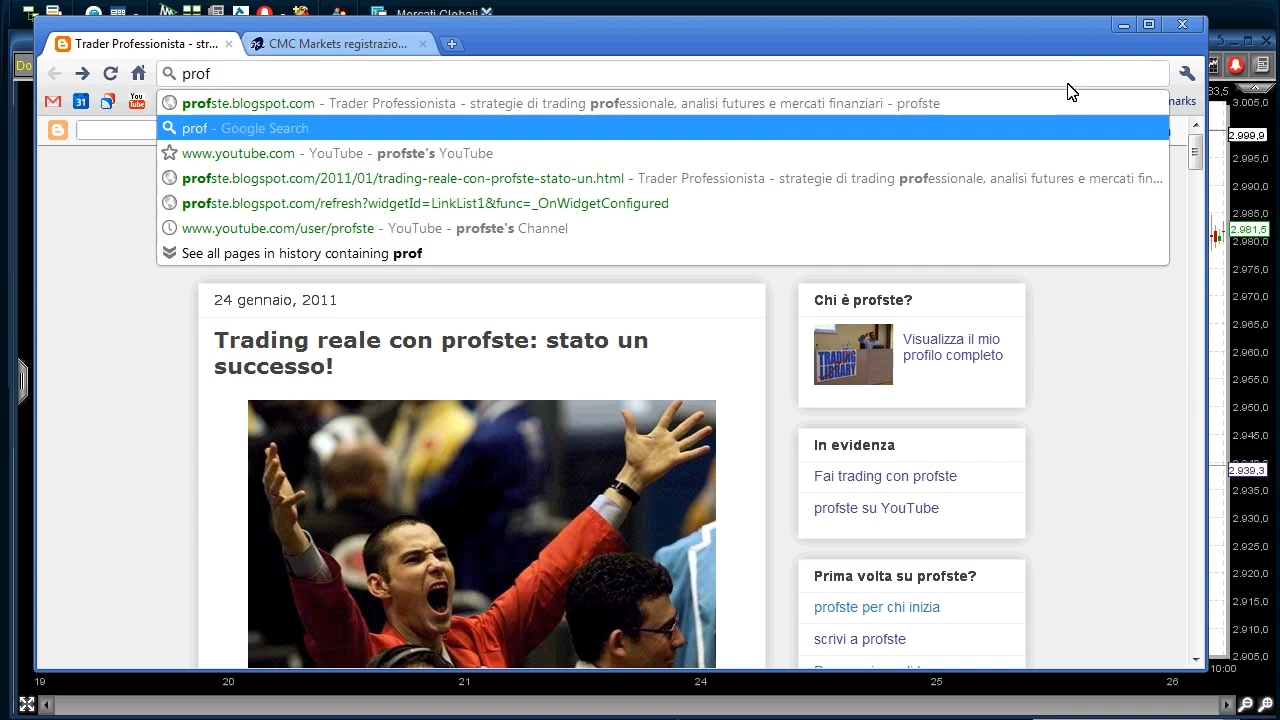 Mercati Globali
Do
Trader Professionista - str...
CMC Markets registrazio...
prof
31
You
Tube
marks
profste.blogspot.com - Trader Professionista - strategie di trading professionale, analisi futures e mercati finanziari - profste
prof - Google Search
www.youtube.com - YouTube - profste's YouTube
profste.blogspot.com/2011/01/trading-reale-con-profste-stato-un.html - Trader Professionista - strategie di trading professionale, analisi futures e mercati fin...
profste.blogspot.com/refresh?widgetId=LinkList1&func=_OnWidgetConfigured
www.youtube.com/user/profste - YouTube - profste's Channel
See all pages in history containing prof
24 gennaio, 2011
Trading reale con profste: stato un
successo!
Chi è profste?
TRADING
LIBRARY
Visualizza il mio
profilo completo
In evidenza
Fai trading con profste
profste su YouTube
Prima volta su profste?
profste per chi inizia
scrivi a profste
33,5
3.005,0
2.999,9
2.995,0
2.990,0
2.985,0
2.981,5
2.980,0
2.975,0
2.970,0
2.965,0
2.960,0
2.955,0
2.950,0
2.945,0
2.939,3
2.935,0
2.930,0
2.925,0
2.920,0
2.915,0
2.910,0
2.905,0
10:00
19 20 21 24 25 26